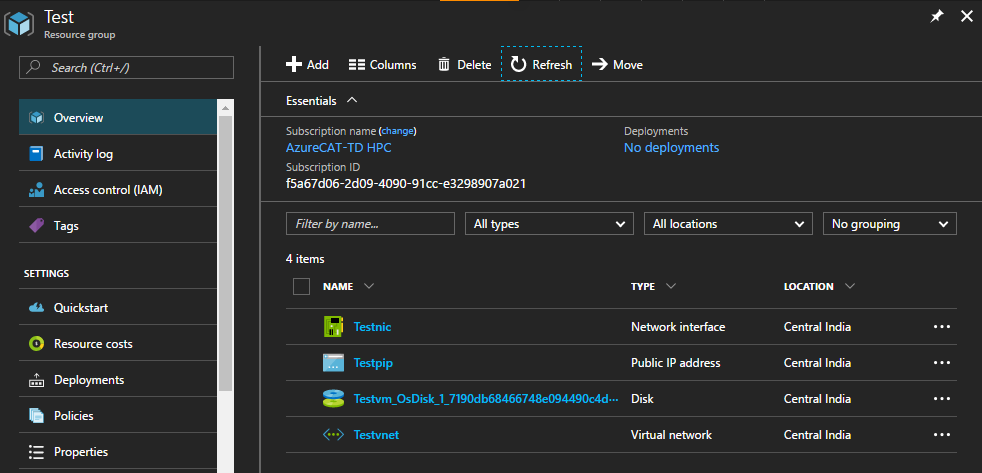 Test
Resource group
Search (Ctrl+/)
Overview
Activity log
Access control (IAM)
Tags
SETTINGS
Quickstart
Resource costs
Deployments
Policies
Properties
Add Columns Delete Refresh Move
Essentials
Subscription name (change) Deployments
AzureCAT-TD HPC No deployments
Subscription ID
f5a67d06-2d09-4090-91cc-e3298907a021
Filter by name... All types All locations No grouping
4 items
NAME TYPE LOCATION
Testnic Network interface Central India ...
Testpip Public IP address Central India ...
Testvm_OsDisk_1_7190db68466748e094490c4d... Disk Central India ...
Testvnet Virtual network Central India ...